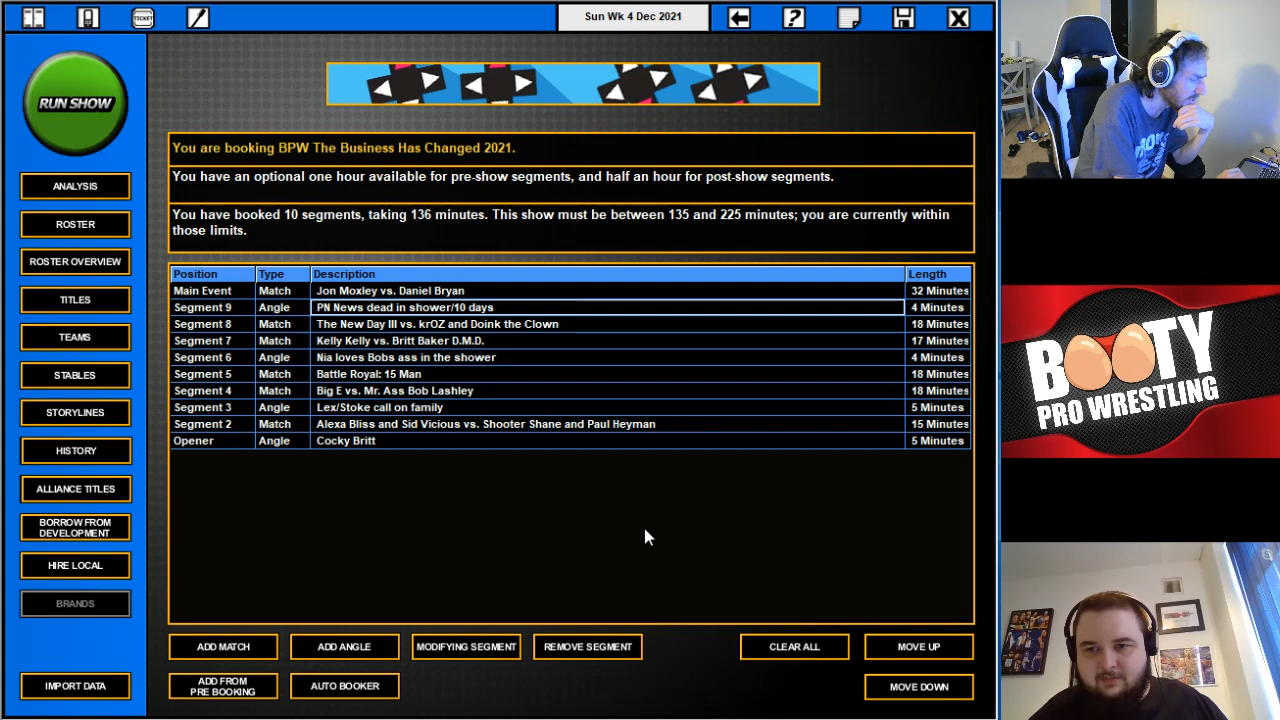 TICKET
Sun Wk 4 Dec 2021
?
X
RUN SHOW
ANALYSIS
ROSTER
ROSTER OVERVIEW
TITLES
TEAMS
STABLES
STORYLINES
HISTORY
ALLIANCE TITLES
BORROW FROM
DEVELOPMENT
HIRE LOCAL
BRANDS
IMPORT DATA
You are booking BPW The Business Has Changed 2021.
You have an optional one hour available for pre-show segments, and half an hour for post-show segments.
You have booked 10 segments, taking 136 minutes. This show must be between 135 and 225 minutes; you are currently within
those limits.
Position Type Description Length
Main Event Match Jon Moxley vs. Daniel Bryan 32 Minutes
Segment 9 Angle PN News dead in shower/10 days 4 Minutes
Segment 8 Match The New Day III vs. krOZ and Doink the Clown 18 Minutes
Segment 7 Match Kelly Kelly vs. Britt Baker D.M.D. 17 Minutes
Segment 6 Angle Nia loves Bobs ass in the shower 4 Minutes
Segment 5 Match Battle Royal: 15 Man 18 Minutes
Segment 4 Match Big E vs. Mr. Ass Bob Lashley 18 Minutes
Segment 3 Angle Lex/Stoke call on family 5 Minutes
Segment 2 Match Alexa Bliss and Sid Vicious vs. Shooter Shane and Paul Heyman 15 Minutes
Opener Angle Cocky Britt 5 Minutes
ADD MATCH ADD ANGLE MODIFYING SEGMENT REMOVE SEGMENT CLEAR ALL MOVE UP
ADD FROM
PRE BOOKING
AUTO BOOKER
MOVE DOWN
BOOTY
PRO WRESTLING